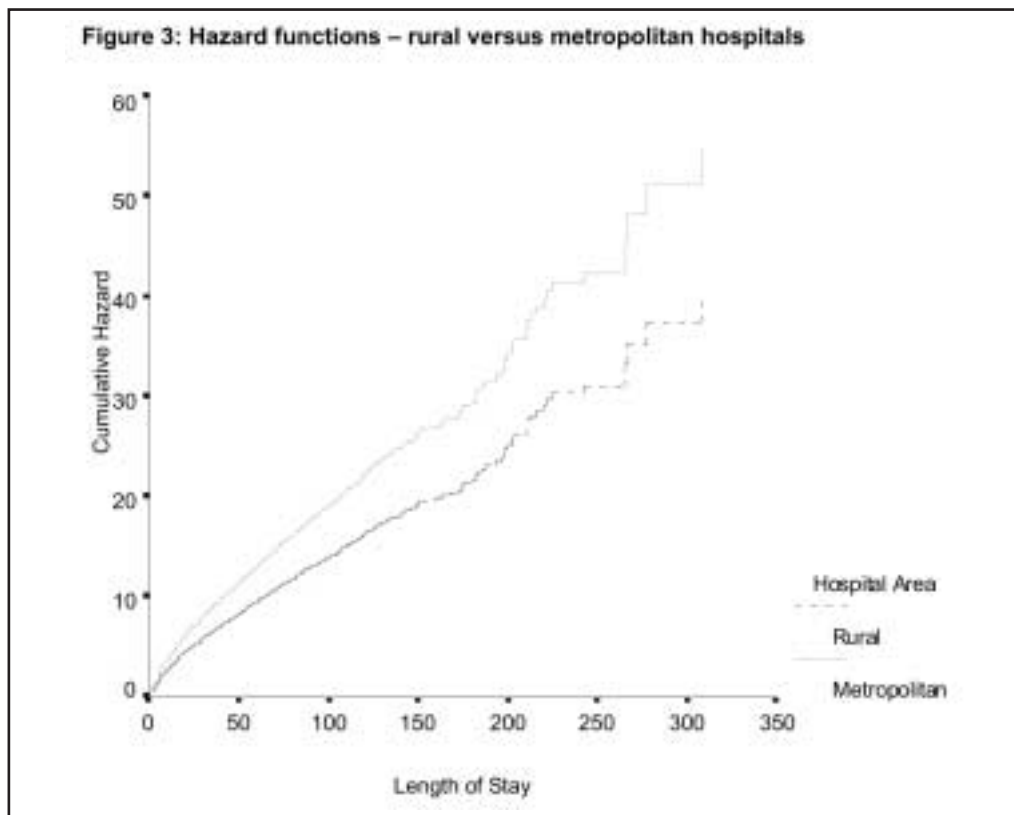 Figure 3: Hazard functions – rural versus metropolitan hospitals
60
50
40
30
20
10
0
Cumulative Hazard
0 50 100 150 200 250 300 350
Length of Stay
Hospital Area
Rural
Metropolitan